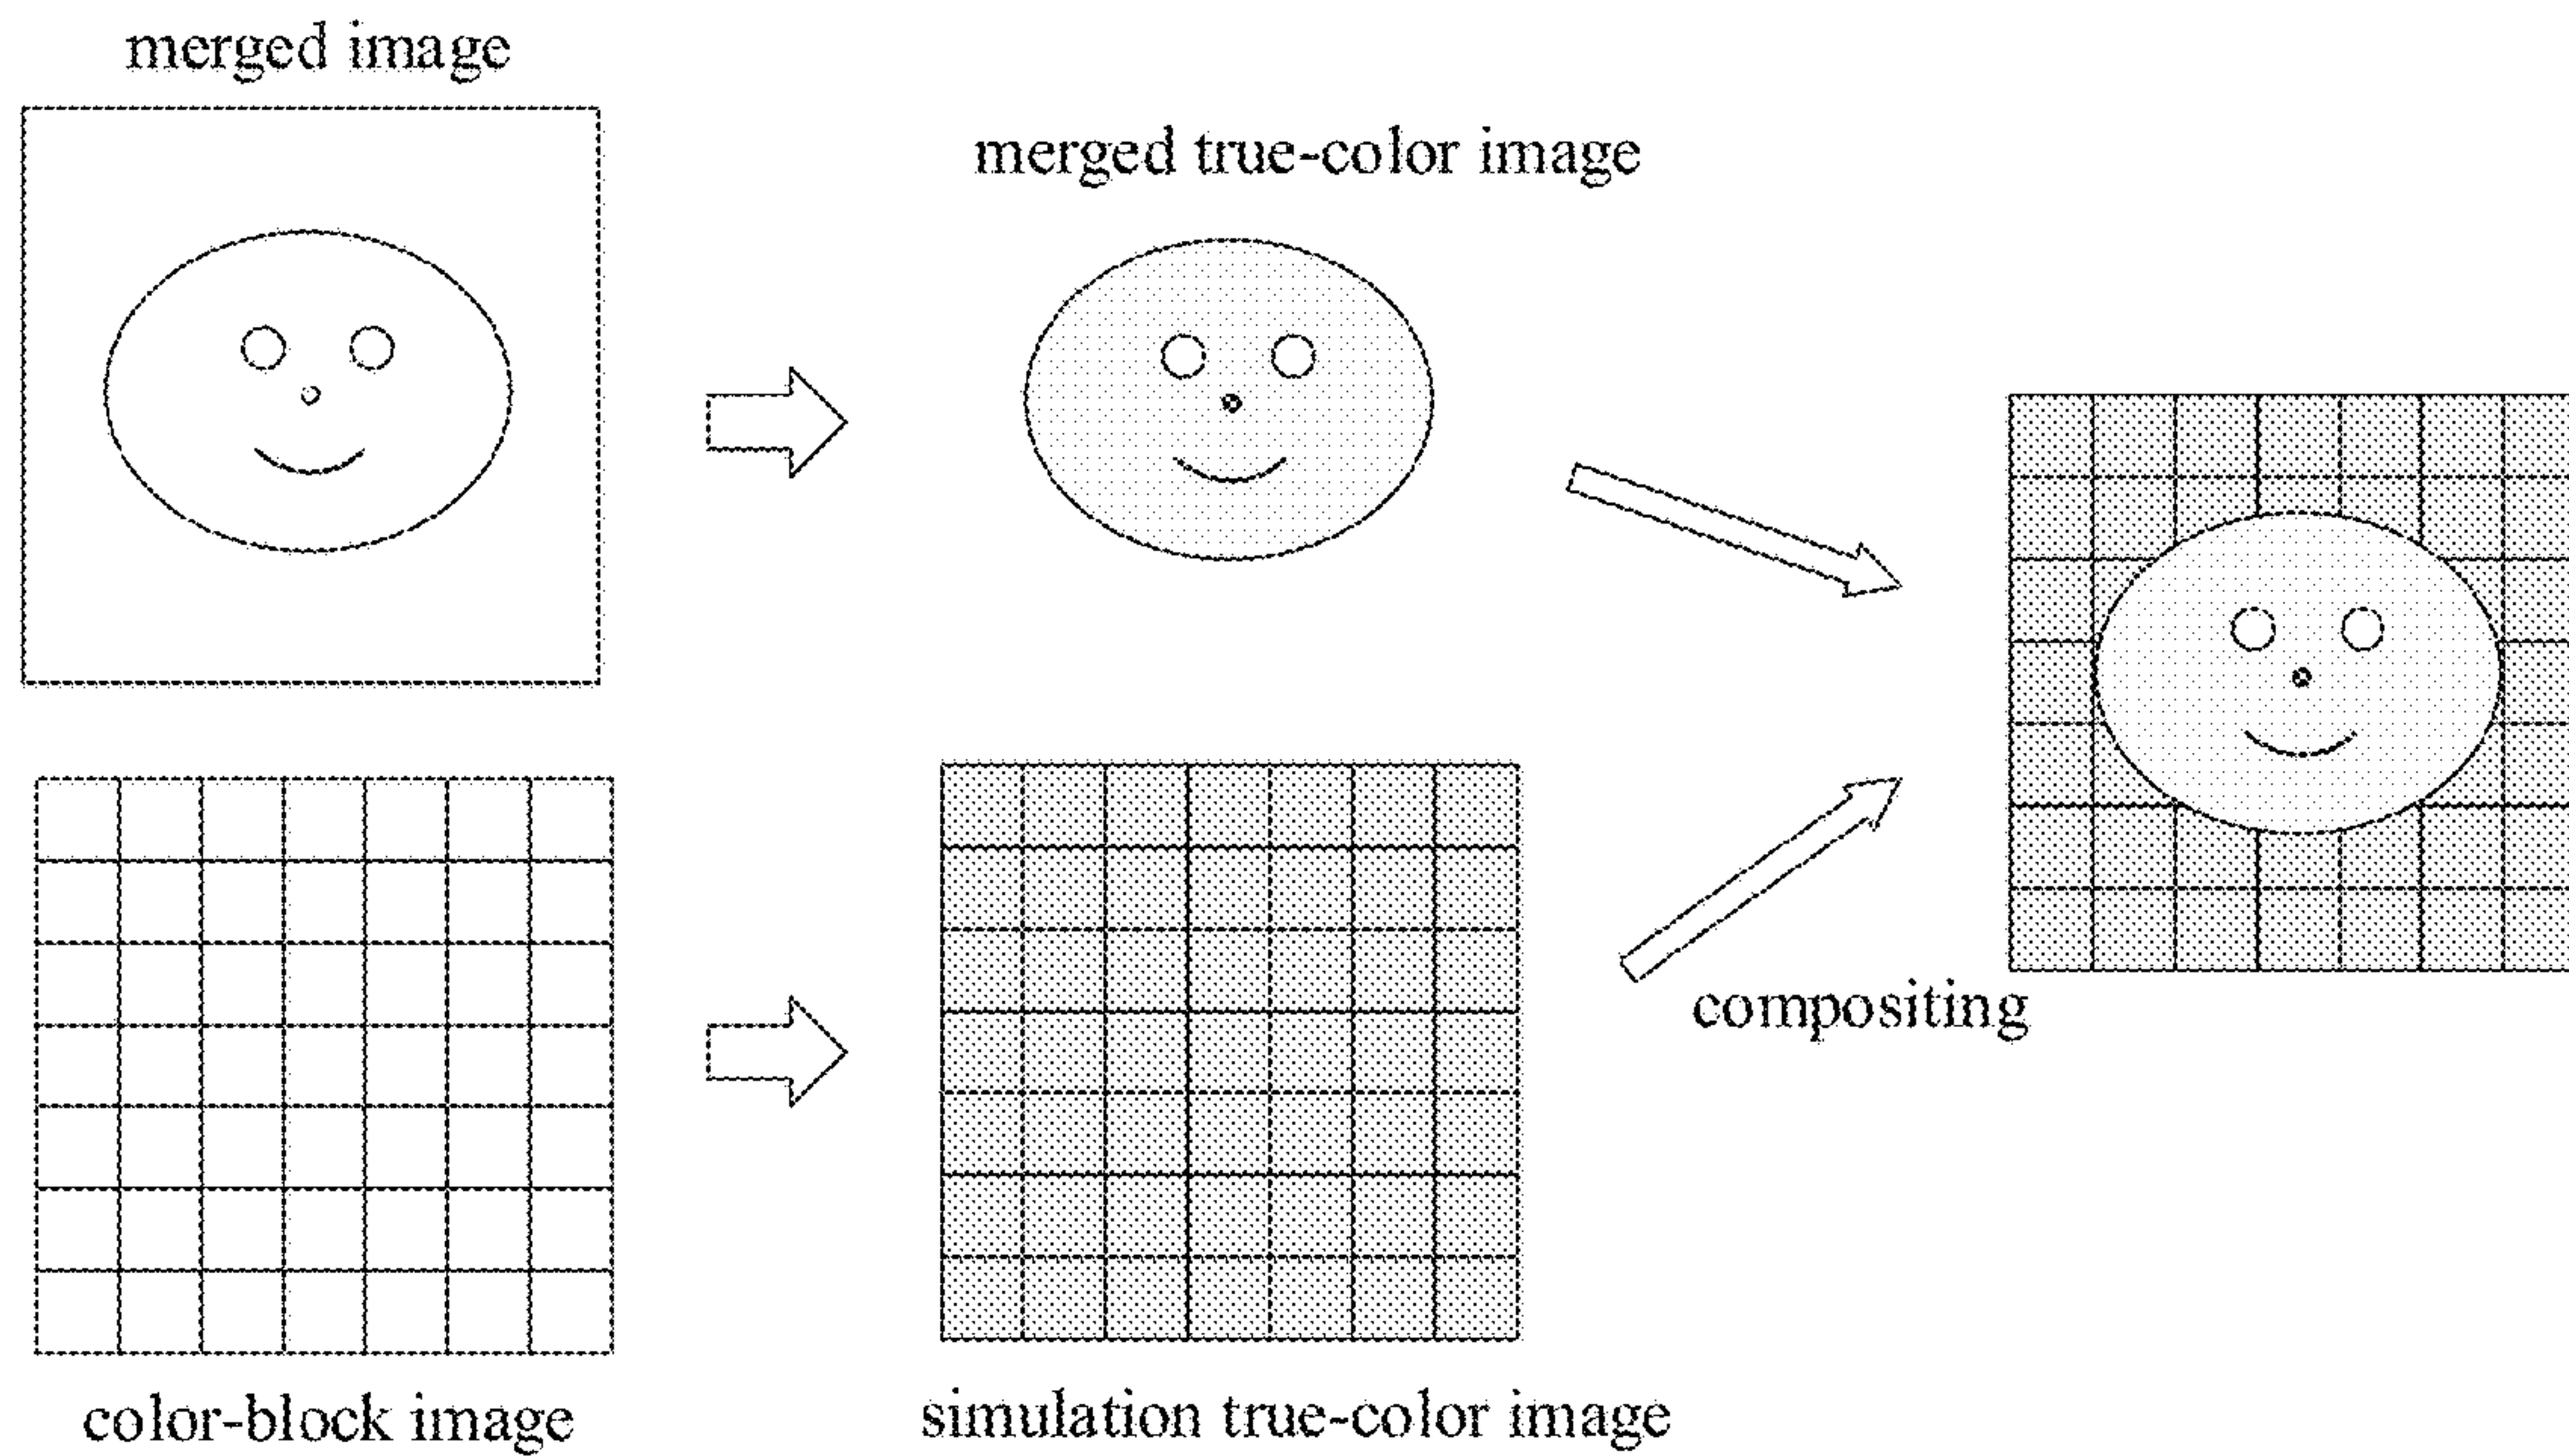 merged image
merged true-color image
compositing
color-block image
simulation true-color image